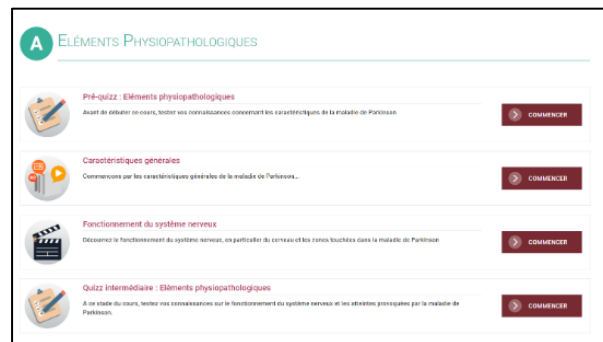 A
ELÉMENTS PHYSIOPATHOLOGIQUES
Pré-quizz : Eléments physiopathologiques
Avant de débuter ce cours, tester vos connaissances concernant les caractéristiques de la maladie de Parkinson
COMMENCER
Caractéristiques générales
Commencons par les caractéristiques générales de la maladie de Parkinson...
COMMENCER
Fonctionnement du système nerveux
Découvrez le fonctionnement du système nerveux, en particulier du cerveau et les zones touchées dans la maladie de Parkinson
COMMENCER
Quizz intermédiaire : Eléments physiopathologiques
A ce stade du cours, testez vos connaissances sur le fonctionnement du système nerveux et les atteintes provoquées par la maladie de
Parkinson.
COMMENCER